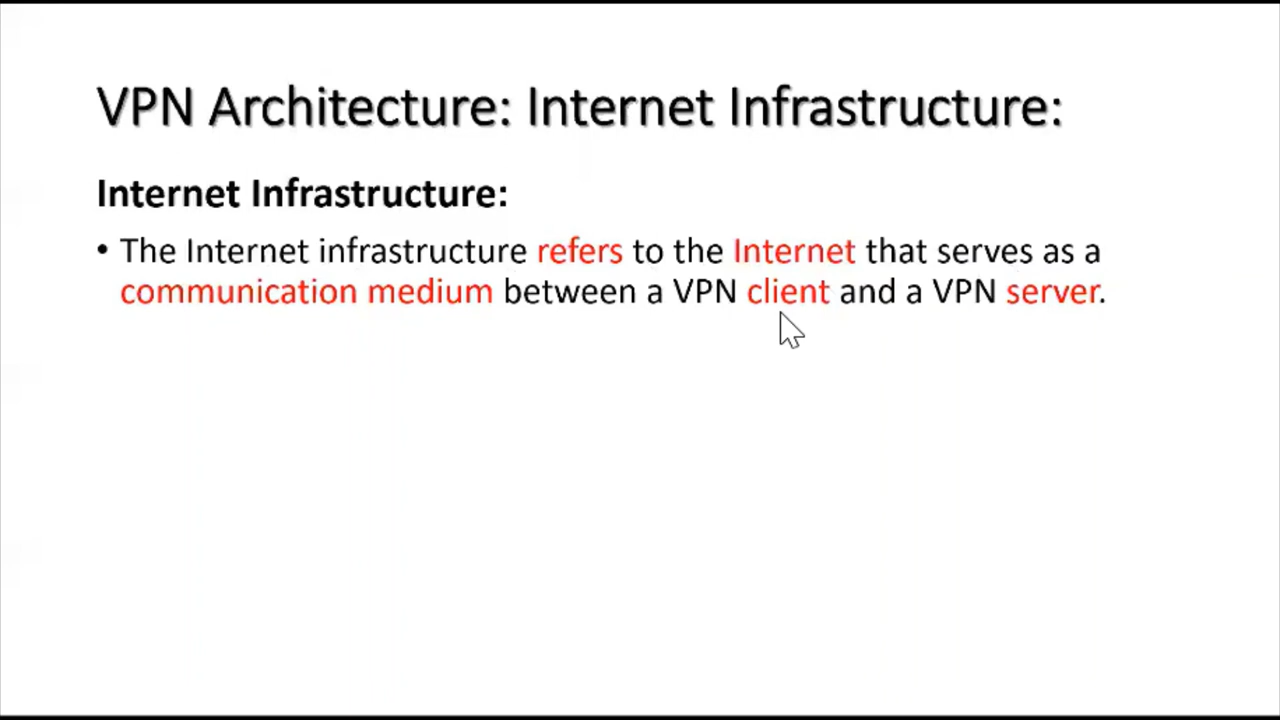 VPN Architecture: Internet Infrastructure:
Internet Infrastructure:
• The Internet infrastructure refers to the Internet that serves as a
communication medium between a VPN client and a VPN server.